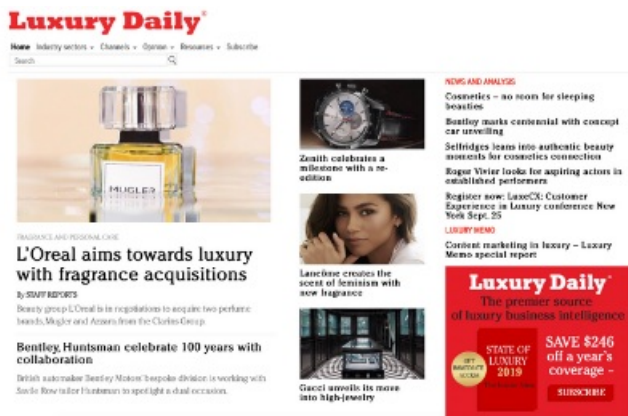 Luxury Daily
Home Industry sectors Channels Opinion Resources Subscribe
Search
MUGLER
FRAGRANCE AND PERSONAL CARE
L'Oreal aims towards luxury
with fragrance acquisitions
By STAFF REPORTS
Beauty group L'Oreal is in negotiations to acquire two perfume
brands, Mugler and Azzaro, from the Clarins Group.
Bentley, Huntsman celebrate 100 years with
collaboration
British automaker Bentley Motors' bespoke division is working with
Savile Row tailor Huntsman to spotlight a dual occasion.
Zenith celebrates a
milestone with a re-
edition
Lancôme creates the
scent of feminism with
new fragrance
Gucci unveils its move
into high-jewelry
NEWS AND ANALYSIS
Cosmetics – no room for sleeping
beauties
Bentley marks centennial with concept
car unveiling
Selfridges leans into authentic beauty
moments for cosmetics connection
Roger Vivier looks for aspiring actors in
established performers
Register now: LuxeCX: Customer
Experience in Luxury conference New
York Sept. 25
LUXURY MEMO
Content marketing in luxury – Luxury
Memo special report
Luxury Daily
The premier source
of luxury business intelligence
STATE OF
LUXURY
2019
SAVE $246
off a year's
coverage –
SUBSCRIBE